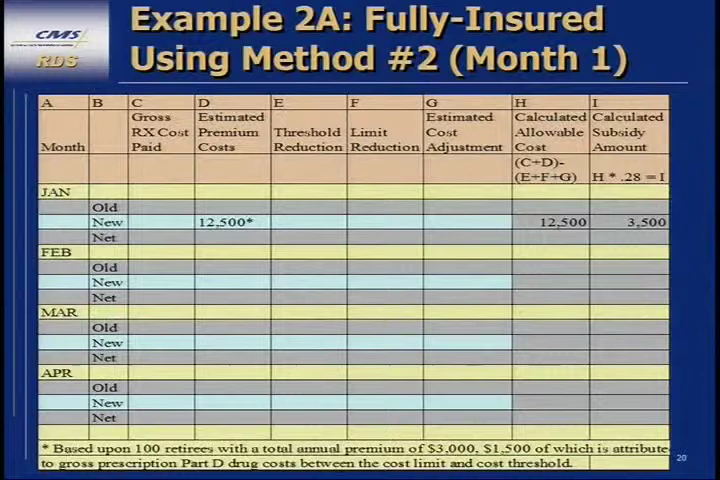 CMS
RDS
Example 2A: Fully-Insured
Using Method #2 (Month 1)
A B C D E F G H I
Gross Estimated Estimated Calculated Calculated
RX Cost Premium Threshold Limit Cost Allowable Subsidy
Month Paid Costs Reduction Reduction Adjustment Cost Amount
(C+D)-
(E+F+G) H * .28 = I
JAN
Old
New 12,500* 12,500 3,500
Net
FEB
Old
New
Net
MAR
Old
New
Net
APR
Old
New
Net
* Based upon 100 retirees with a total annual premium of $3,000, $1,500 of which is attribute
to gross prescription Part D drug costs between the cost limit and cost threshold.
20